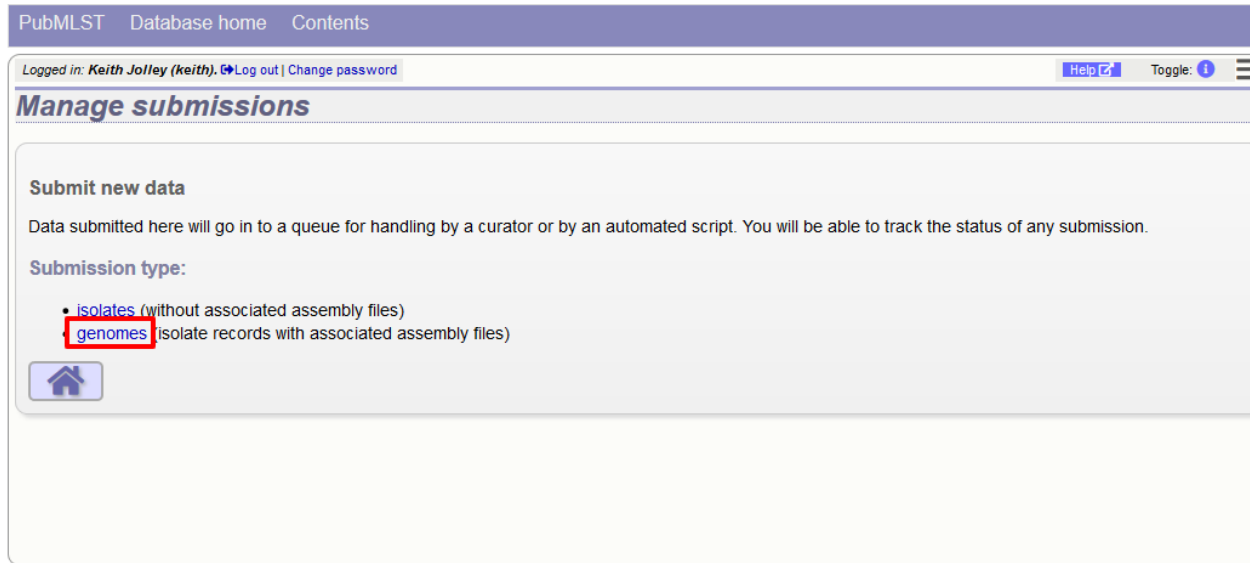 PubMLST Database home Contents
Logged in: Keith Jolley (keith). Log out | Change password Help Toggle: i
Manage submissions
Submit new data
Data submitted here will go in to a queue for handling by a curator or by an automated script. You will be able to track the status of any submission.
Submission type:
• isolates (without associated assembly files)
• genomes (isolate records with associated assembly files)